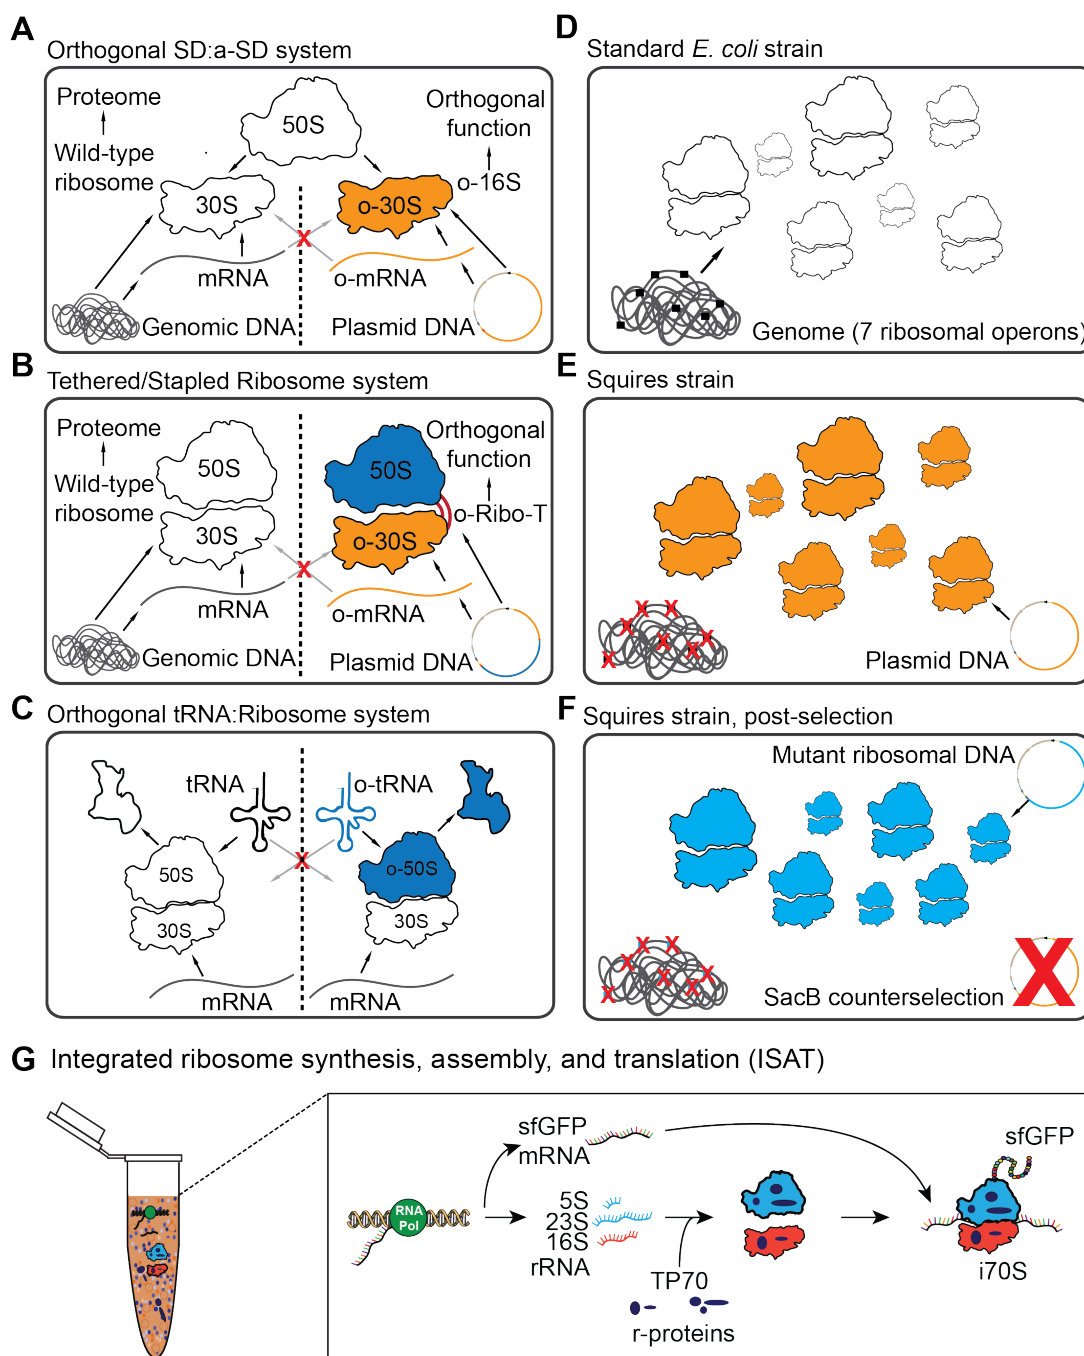 A
Orthogonal SD:a-SD system
Proteome
Wild-type
ribosome
50S
30S
Orthogonal
function
o-16S
o-30S
X
mRNA
o-mRNA
Genomic DNA
Plasmid DNA
B
Tethered/Stapled Ribosome system
Proteome
Wild-type
ribosome
50S
30S
50S
o-30S
Orthogonal
function
o-Ribo-T
X
mRNA
o-mRNA
Genomic DNA
Plasmid DNA
C
Orthogonal tRNA:Ribosome system
tRNA
o-tRNA
X
50S
30S
o-50S
30S
mRNA
mRNA
D
Standard E. coli strain
Genome (7 ribosomal operons)
E
Squires strain
Plasmid DNA
F
Squires strain, post-selection
Mutant ribosomal DNA
SacB counterselection
X
G Integrated ribosome synthesis, assembly, and translation (ISAT)
sfGFP
mRNA
RNA
Pol
5S
23S
16S
rRNA
TP70
r-proteins
sfGFP
i70S